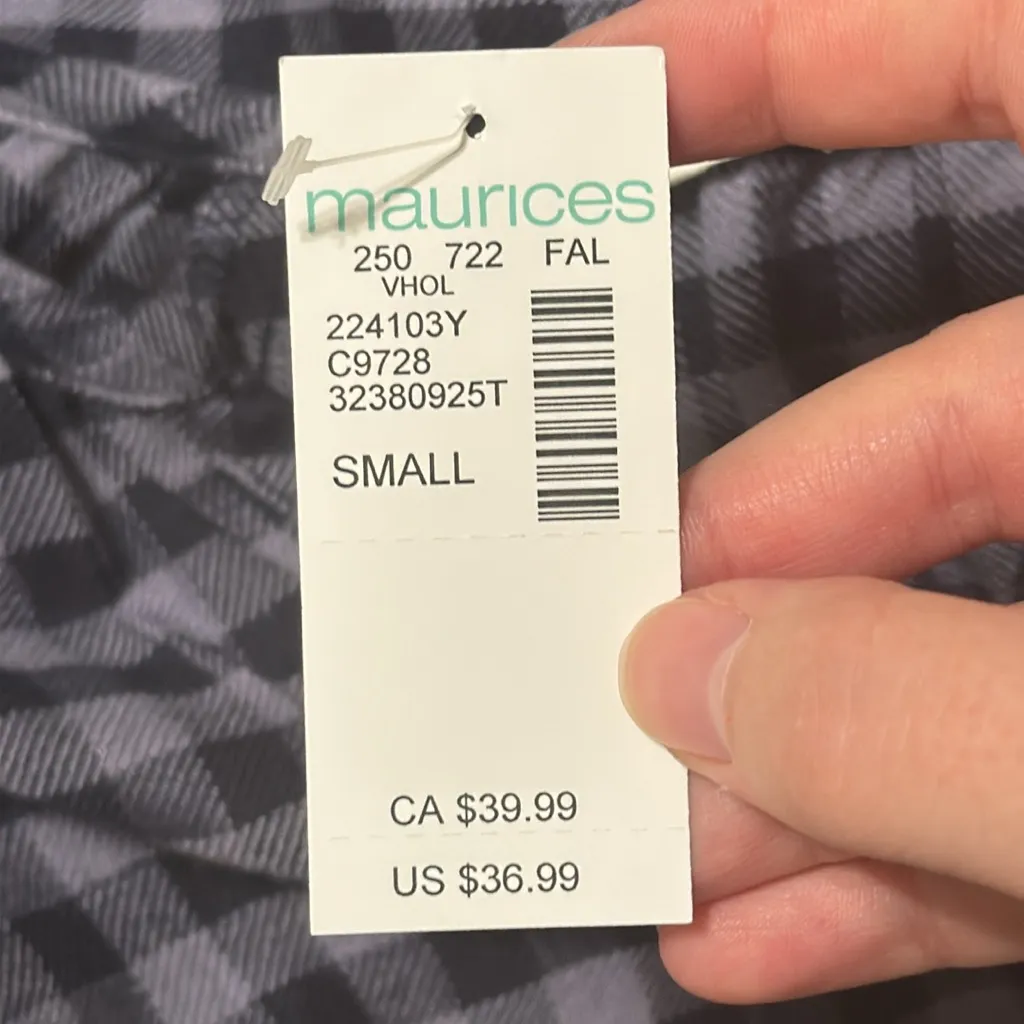 maurices
250 722 FAL
VHOL
224103Y
C9728
32380925T
SMALL
CA $39.99
US $36.99